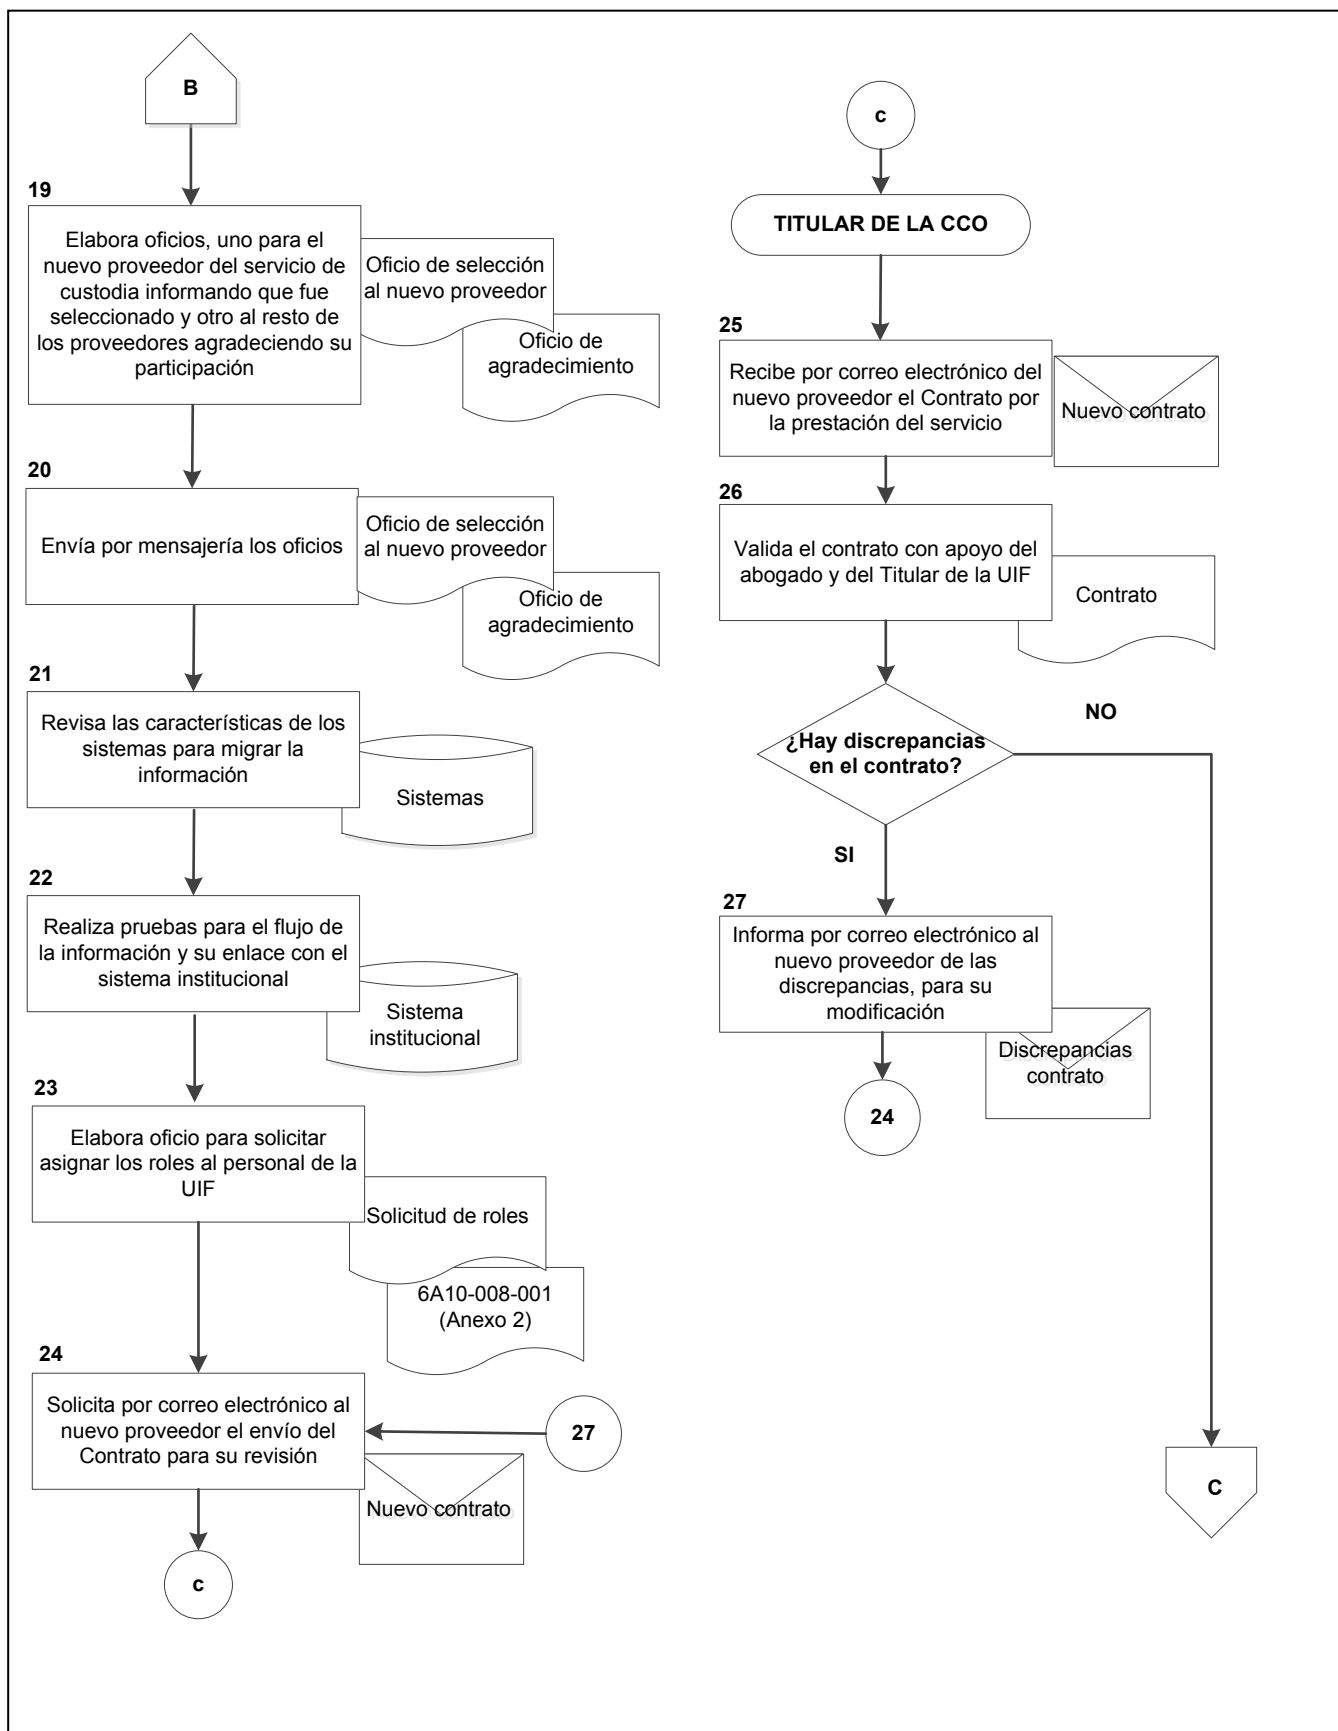 B
19
Elabora oficios, uno para el
nuevo proveedor del servicio de
custodia informando que fue
seleccionado y otro al resto de
los proveedores agradeciendo su
participación
Oficio de selección
al nuevo proveedor
Oficio de
agradecimiento
20
Envía por mensajería los oficios
Oficio de selección
al nuevo proveedor
Oficio de
agradecimiento
21
Revisa las características de los
sistemas para migrar la
información
Sistemas
22
Realiza pruebas para el flujo de
la información y su enlace con el
sistema institucional
Sistema
institucional
23
Elabora oficio para solicitar
asignar los roles al personal de la
UIF
Solicitud de roles
6A10-008-001
(Anexo 2)
24
Solicita por correo electrónico al
nuevo proveedor el envío del
Contrato para su revisión
27
Nuevo contrato
c
c
TITULAR DE LA CCO
25
Recibe por correo electrónico del
nuevo proveedor el Contrato por
la prestación del servicio
Nuevo contrato
26
Valida el contrato con apoyo del
abogado y del Titular de la UIF
Contrato
¿Hay discrepancias
en el contrato?
NO
SI
27
Informa por correo electrónico al
nuevo proveedor de las
discrepancias, para su
modificación
Discrepancias
contrato
24
C